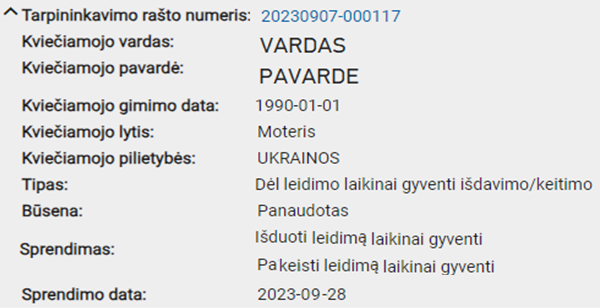 Tarpininkavimo rašto numeris: 20230907-000117
Kviečiamojo vardas: VARDAS
Kviečiamojo pavardė: PAVARDE
Kviečiamojo gimimo data: 1990-01-01
Kviečiamojo lytis: Moteris
Kviečiamojo pilietybės: UKRAINOS
Tipas: Dėl leidimo laikinai gyventi išdavimo/keitimo
Būsena: Panaudotas
Sprendimas: Išduoti leidimą laikinai gyventi
Pakeisti leidimą laikinai gyventi
Sprendimo data: 2023-09-28